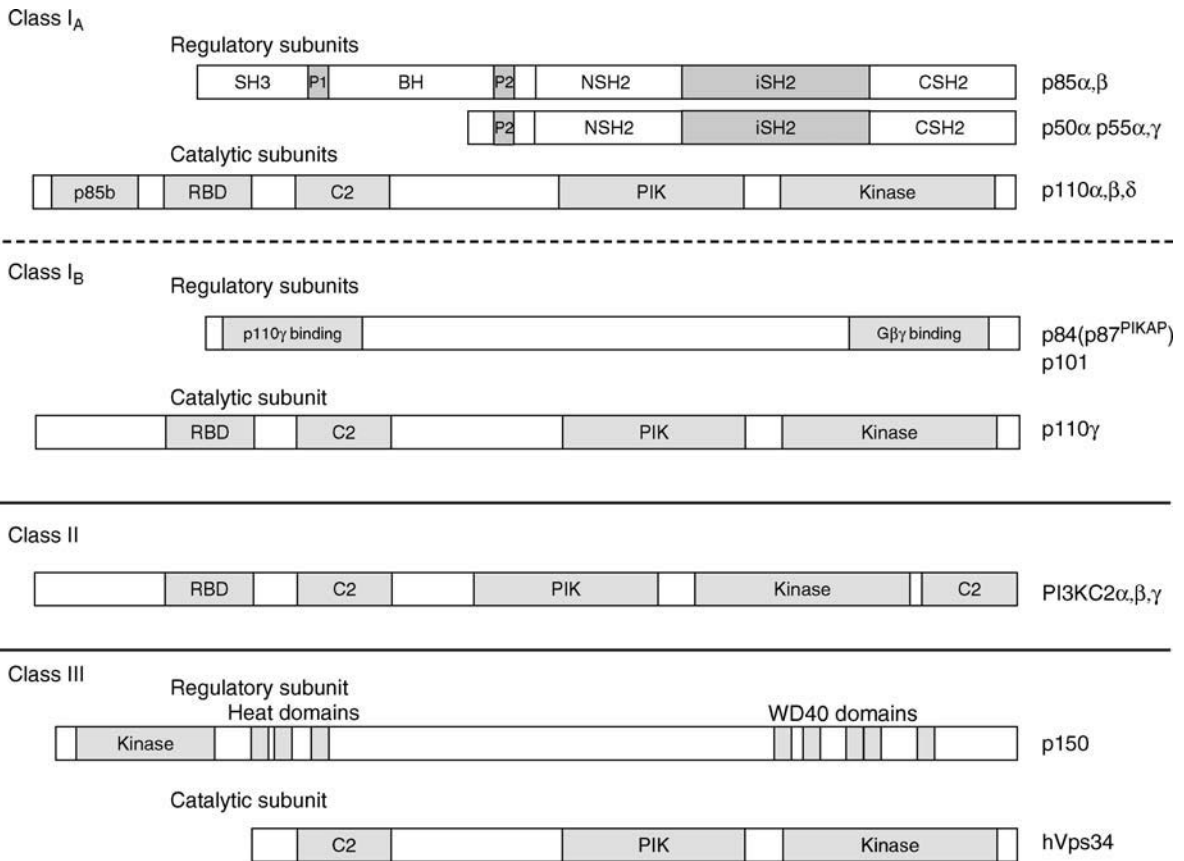 Class IA
Regulatory subunits
SH3 P1 BH P2 NSH2 iSH2 CSH2 p85α,β
P2 NSH2 iSH2 CSH2 p50α p55α,γ
Catalytic subunits
p85b RBD C2 PIK Kinase p110α,β,δ
Class IB
Regulatory subunits
p110γ binding Gβγ binding p84(p87PIKAP)
p101
Catalytic subunit
RBD C2 PIK Kinase p110γ
Class II
RBD C2 PIK Kinase C2 PI3KC2α,β,γ
Class III
Regulatory subunit
Heat domains WD40 domains
Kinase p150
Catalytic subunit
C2 PIK Kinase hVps34